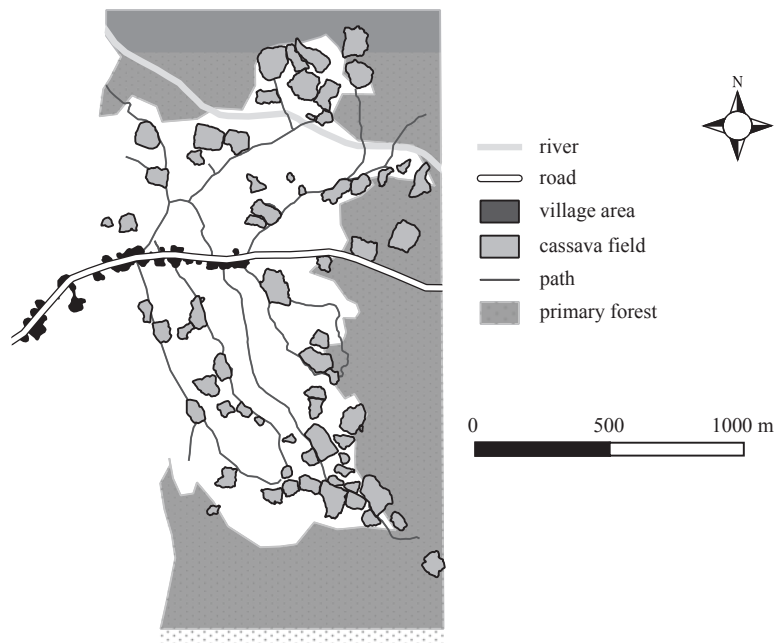 N
river
road
village area
cassava field
path
primary forest
0 500 1000 m